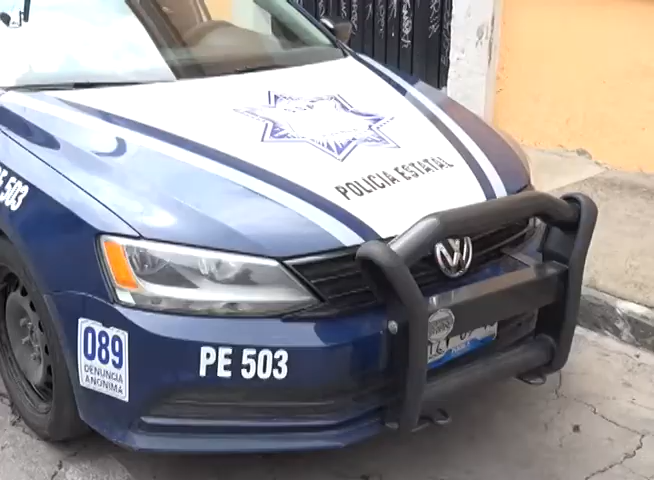 POLICIA ESTATAL
503
PE 503
089
DENUNCIA
ANONIMA